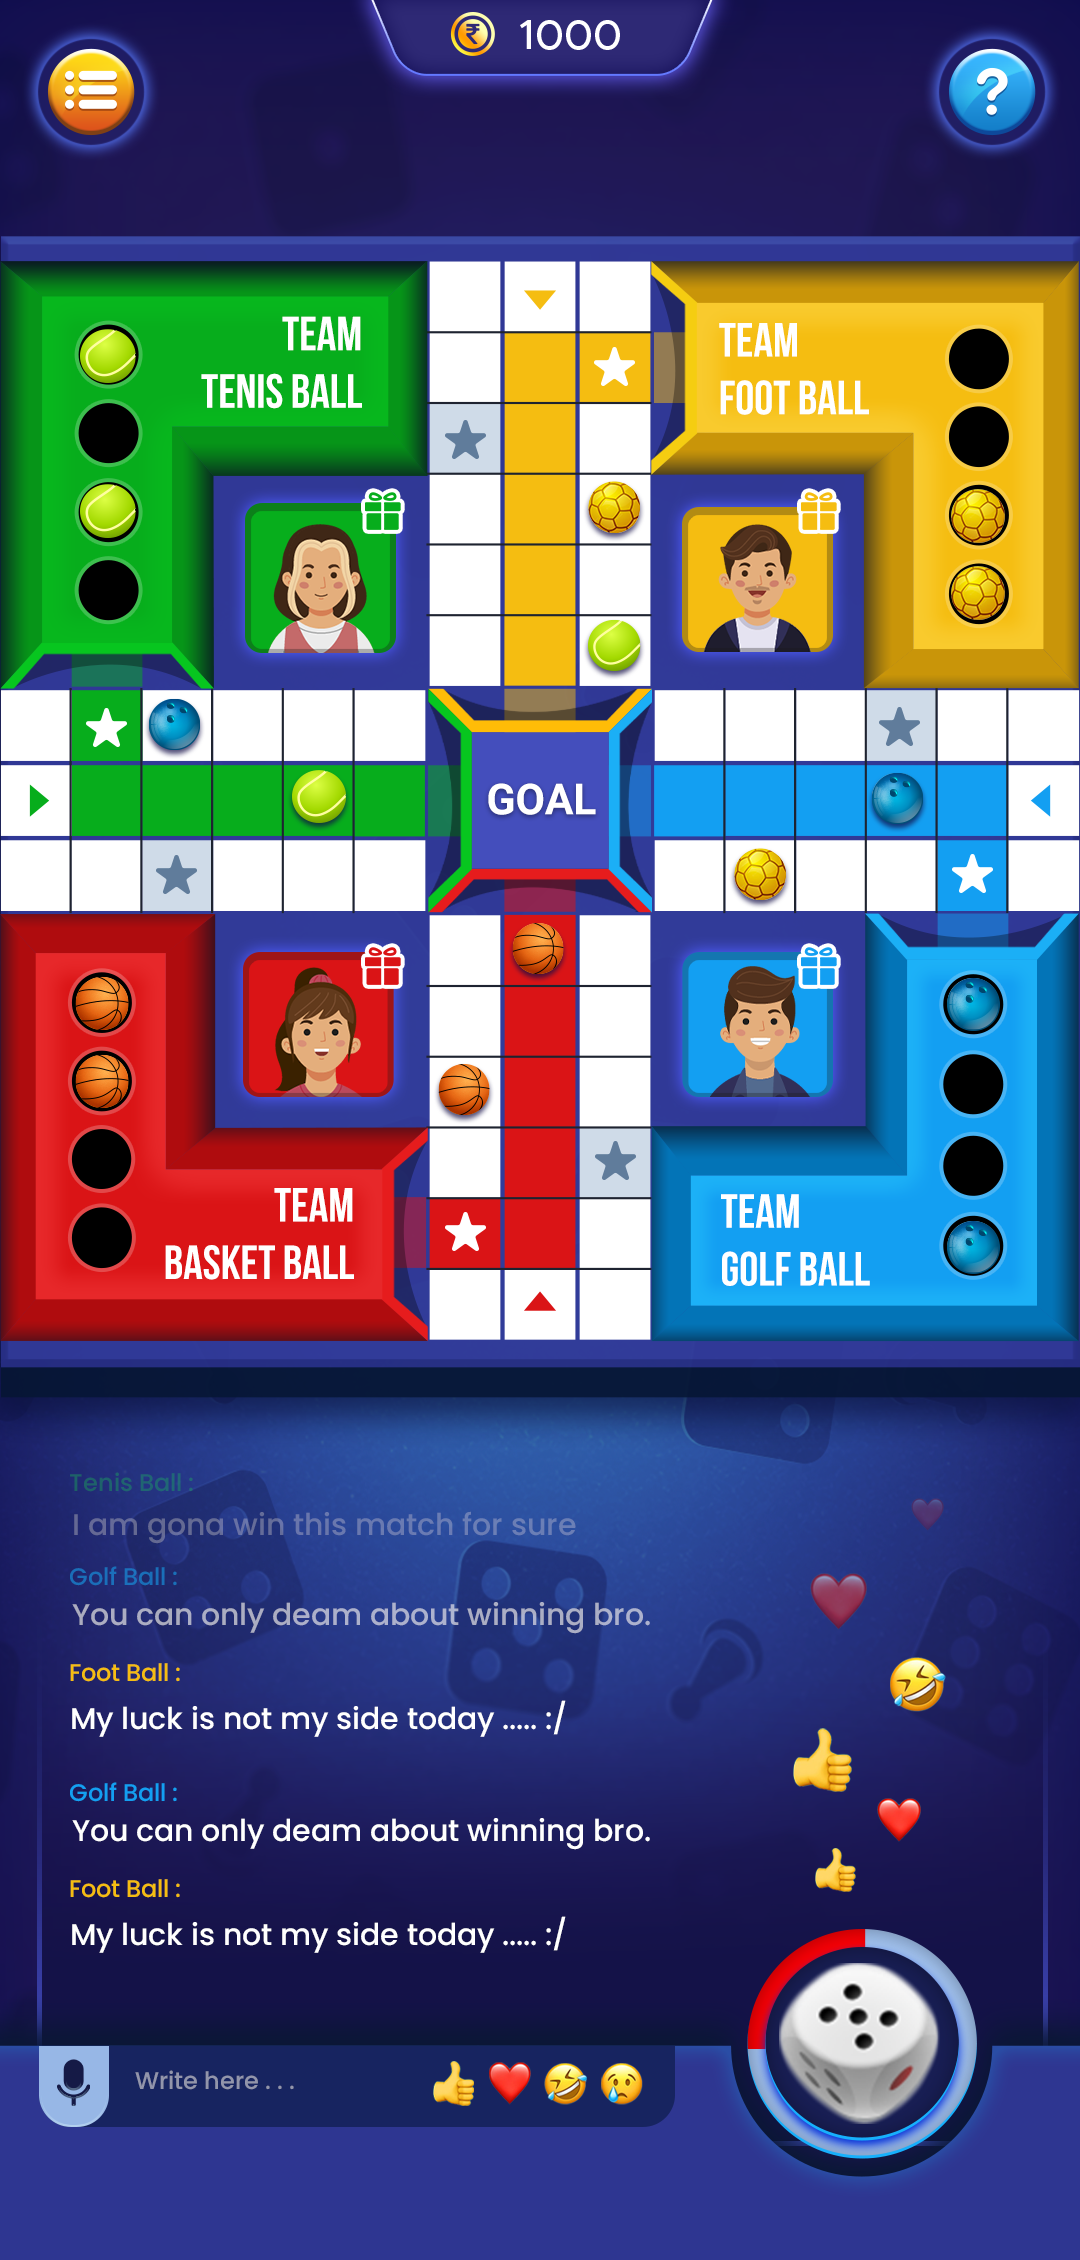 1000
TEAM
TENIS BALL
TEAM
FOOT BALL
GOAL
TEAM
BASKET BALL
TEAM
GOLF BALL
Tenis Ball :
I am gona win this match for sure
Golf Ball :
You can only deam about winning bro.
Foot Ball :
My luck is not my side today ..... :/
Golf Ball :
You can only deam about winning bro.
Foot Ball :
My luck is not my side today ..... :/
Write here . . .